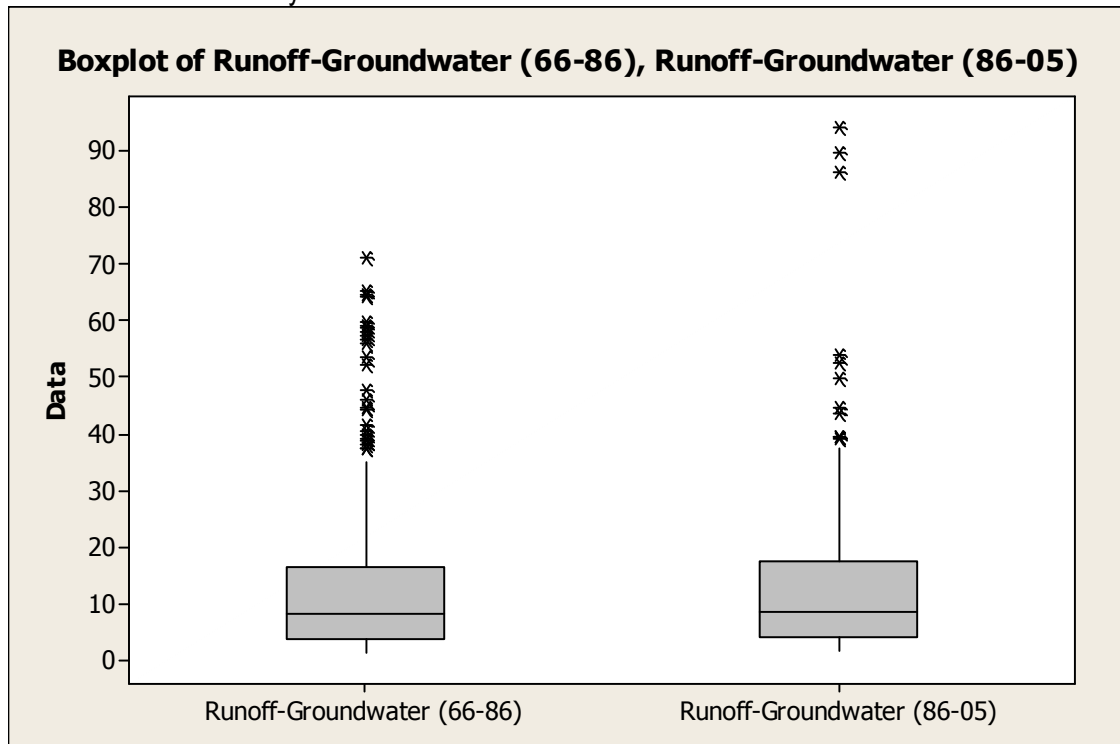 Boxplot of Runoff-Groundwater (66-86), Runoff-Groundwater (86-05)
90
80
70
60
50
40
30
20
10
0
Data
Runoff-Groundwater (66-86)
Runoff-Groundwater (86-05)